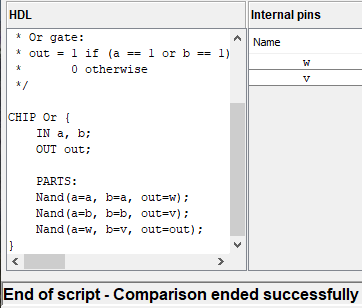 HDL
 * Or gate:
 * out = 1 if (a == 1 or b == 1)
 *       0 otherwise
 */
CHIP Or {
    IN a, b;
    OUT out;
    PARTS:
    Nand(a=a, b=a, out=w);
    Nand(a=b, b=b, out=v);
    Nand(a=w, b=v, out=out);
}
Internal pins
Name
w
v
End of script - Comparison ended successfully